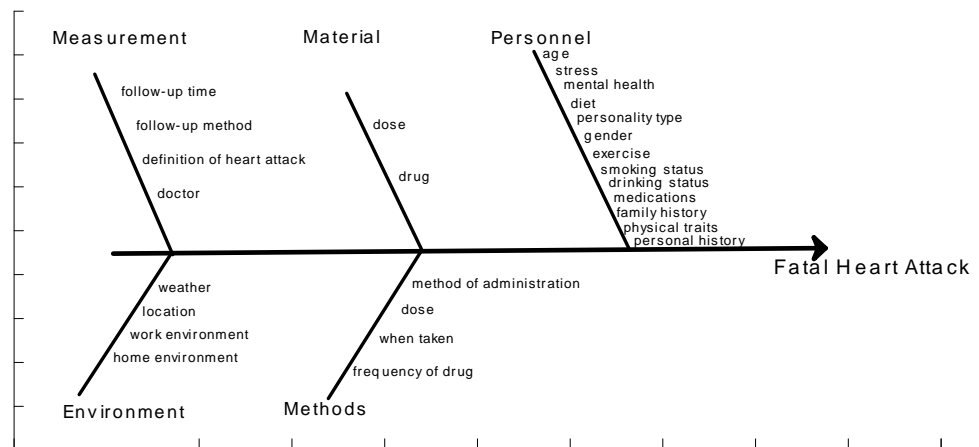 Measurement
Material
Personnel
age
stress
mental health
diet
personality type
gender
exercise
smoking status
drinking status
medications
family history
physical traits
personal history
follow-up time
follow-up method
definition of heart attack
doctor
dose
drug
Fatal Heart Attack
weather
location
work environment
home environment
method of administration
dose
when taken
frequency of drug
Environment
Methods